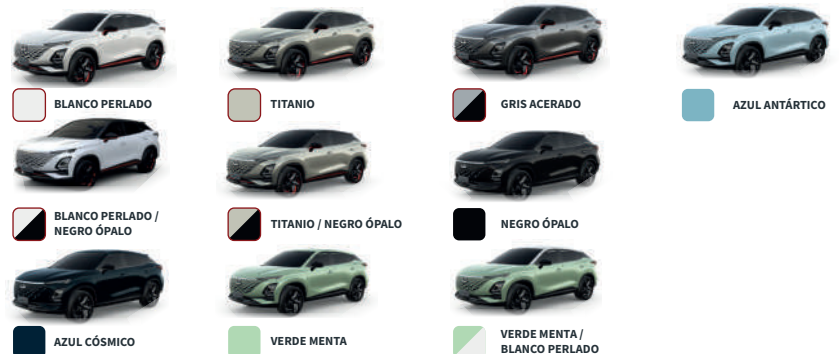 BLANCO PERLADO
TITANIO
GRIS ACERADO
AZUL ANTÁRTICO
BLANCO PERLADO /
NEGRO ÓPALO
TITANIO / NEGRO ÓPALO
NEGRO ÓPALO
AZUL CÓSMICO
VERDE MENTA
VERDE MENTA /
BLANCO PERLADO